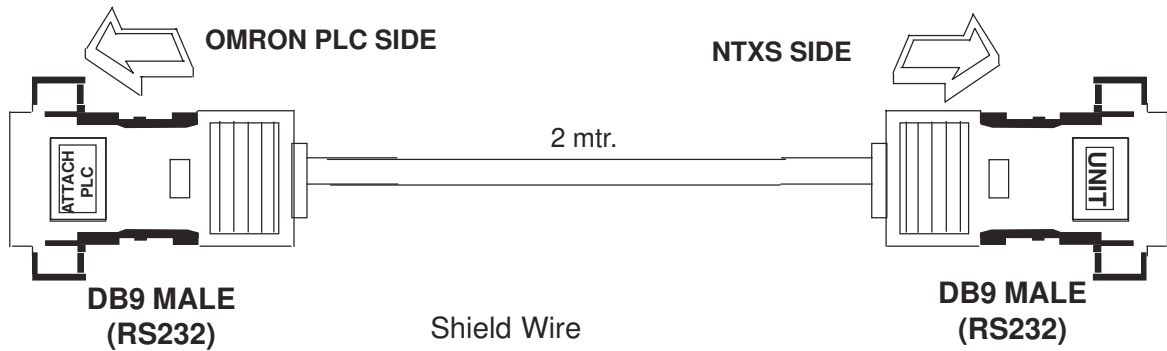 OMRON PLC SIDE
NTXS SIDE
2 mtr.
ATTACH
PLC
UNIT
DB9 MALE
(RS232)
DB9 MALE
(RS232)
Shield Wire